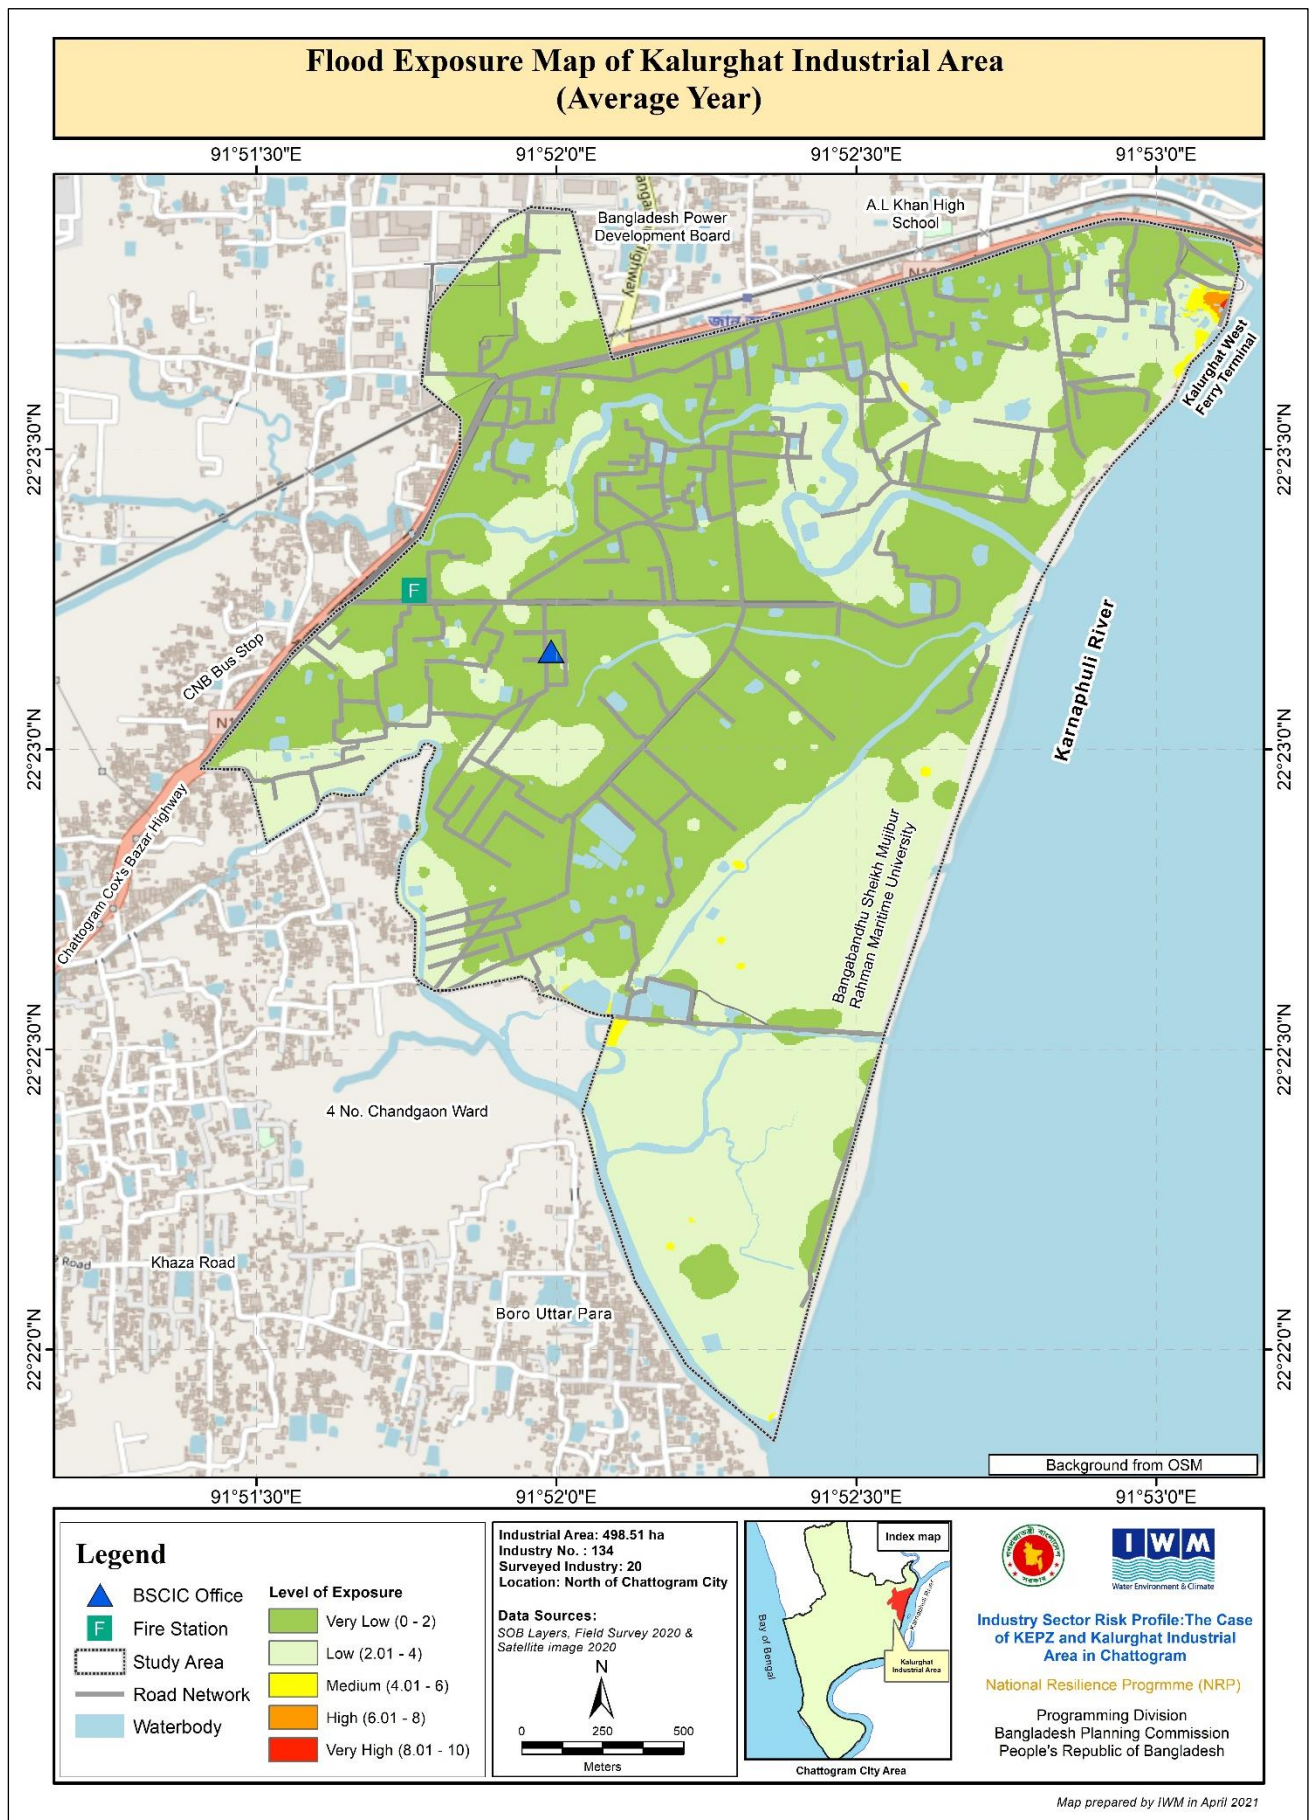 Flood Exposure Map of Kalurghat Industrial Area
(Average Year)
91°51'30"E
91°52'0"E
91°52'30"E
91°53'0"E
22°23'30"N
22°23'0"N
22°22'30"N
22°22'0"N
22°23'30"N
22°23'0"N
22°22'30"N
22°22'0"N
Bangladesh Power
Development Board
A.L Khan High
School
Highway
Kalurghat West
Ferry Terminal
F
CNB Bus Stop
N1
Chattogram Cox's Bazar Highway
Karnaphuli River
Bangabandhu Sheikh Mujibur
Rahman Maritime University
4 No. Chandgaon Ward
Road
Khaza Road
Boro Uttar Para
Background from OSM
91°51'30"E
91°52'0"E
91°52'30"E
91°53'0"E
Legend
BSCIC Office
F
Fire Station
Study Area
Road Network
Waterbody
Level of Exposure
Very Low (0 - 2)
Low (2.01 - 4)
Medium (4.01 - 6)
High (6.01 - 8)
Very High (8.01 - 10)
Industrial Area: 498.51 ha
Industry No. : 134
Surveyed Industry: 20
Location: North of Chattogram City
Data Sources:
SOB Layers, Field Survey 2020 &
Satellite image 2020
N
0 250 500
Meters
Index map
Bay of Bengal
Karnaphuli River
Kalurghat
Industrial Area
Chattogram City Area
IWM
Water Environment & Climate
Industry Sector Risk Profile:The Case
of KEPZ and Kalurghat Industrial
Area in Chattogram
National Resilience Progrmme (NRP)
Programming Division
Bangladesh Planning Commission
People's Republic of Bangladesh
Map prepared by IWM in April 2021